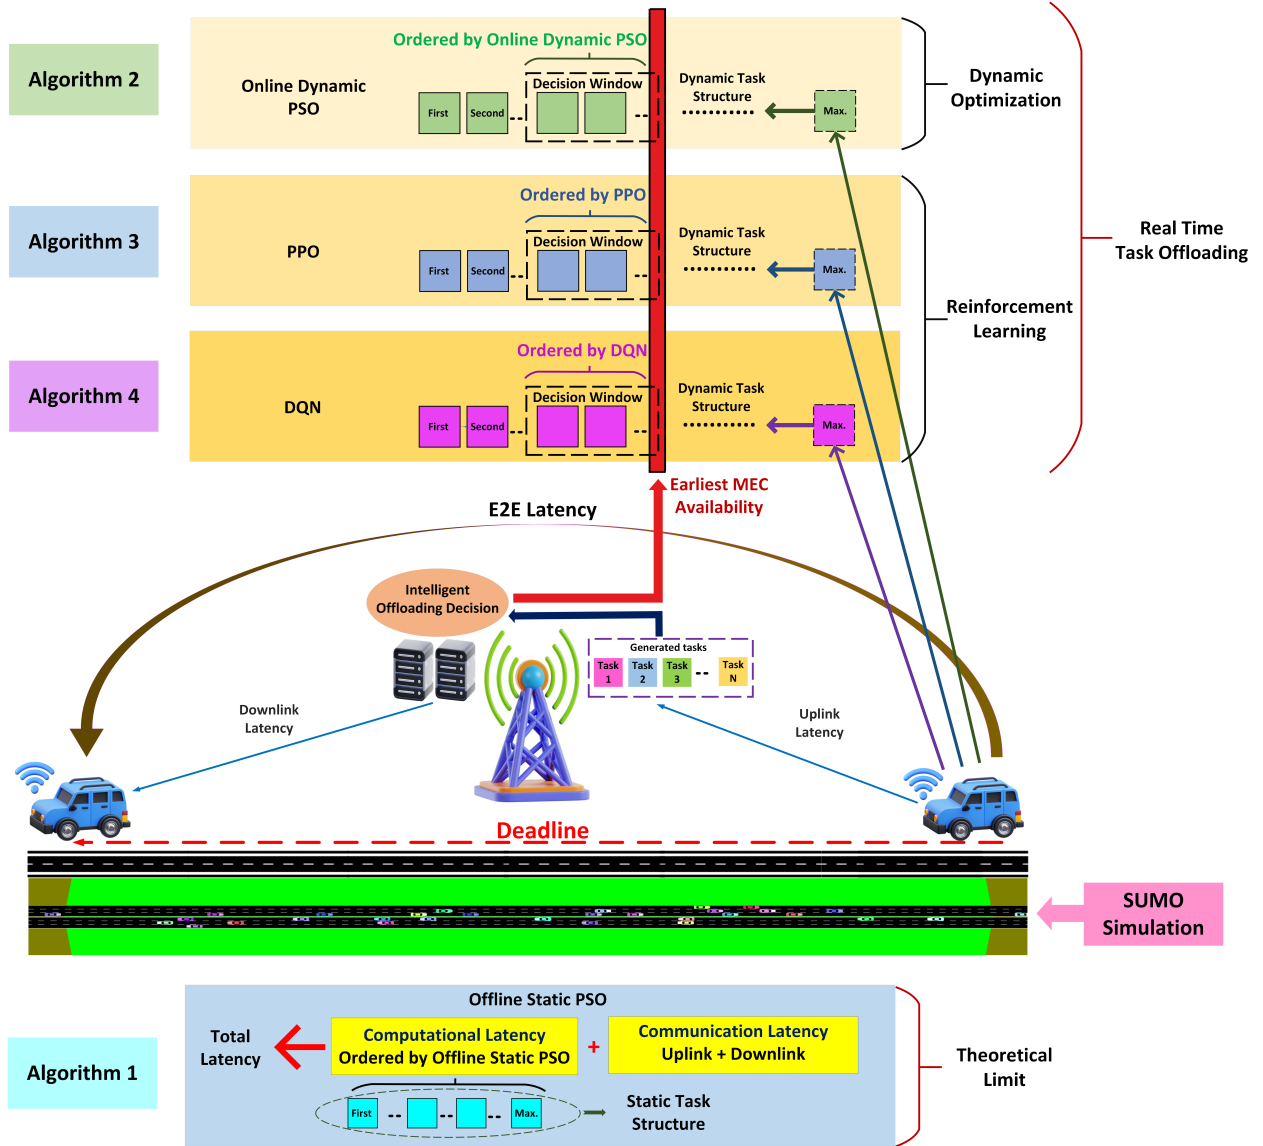 Algorithm 2
Online Dynamic
PSO
Ordered by Online Dynamic PSO
Decision Window
First
Second
Dynamic Task
Structure
Max.
Dynamic
Optimization
Algorithm 3
PPO
Ordered by PPO
Decision Window
First
Second
Dynamic Task
Structure
Max.
Real Time
Task Offloading
Reinforcement
Learning
Algorithm 4
DQN
Ordered by DQN
Decision Window
First
Second
Dynamic Task
Structure
Max.
Earliest MEC
Availability
E2E Latency
Intelligent
Offloading Decision
Generated tasks
Task
1
Task
2
Task
3
Task
N
Downlink
Latency
Uplink
Latency
Deadline
SUMO
Simulation
Offline Static PSO
Algorithm 1
Total
Latency
Computational Latency
Ordered by Offline Static PSO
+
Communication Latency
Uplink + Downlink
First
Max.
Static Task
Structure
Theoretical
Limit